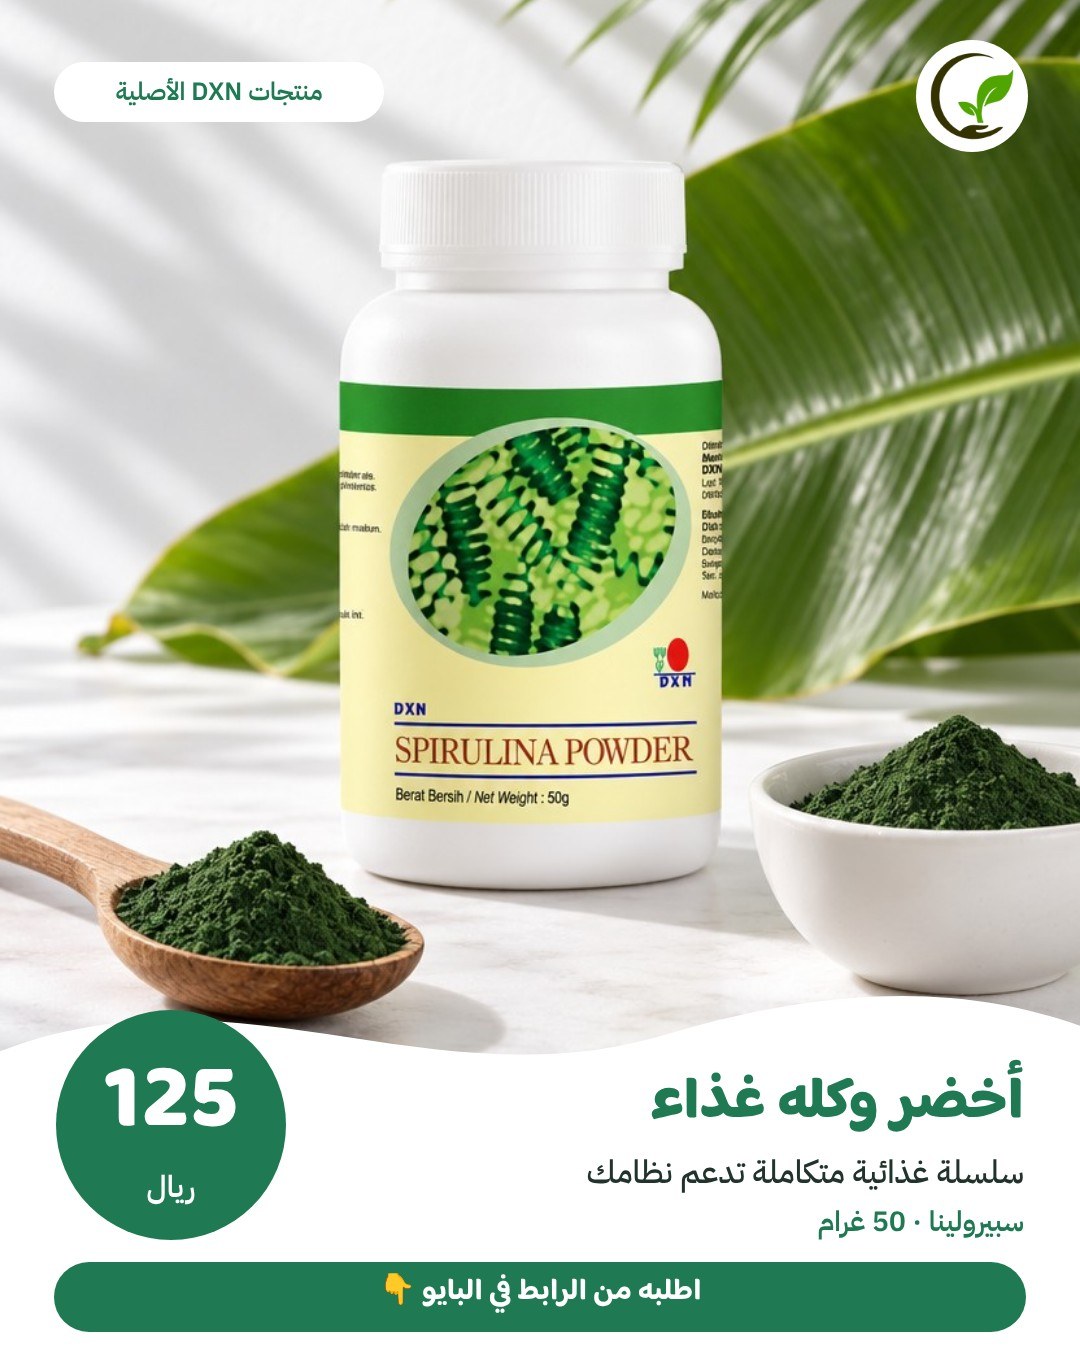 منتجات DXN الأصلية
DXN
DXN
SPIRULINA POWDER
Berat Bersih / Net Weight : 50g
أخضر وكله غذاء
سلسلة غذائية متكاملة تدعم نظامك
سبيرولينا · 50 غرام
125
ريال
اطلبه من الرابط في البايو 👇